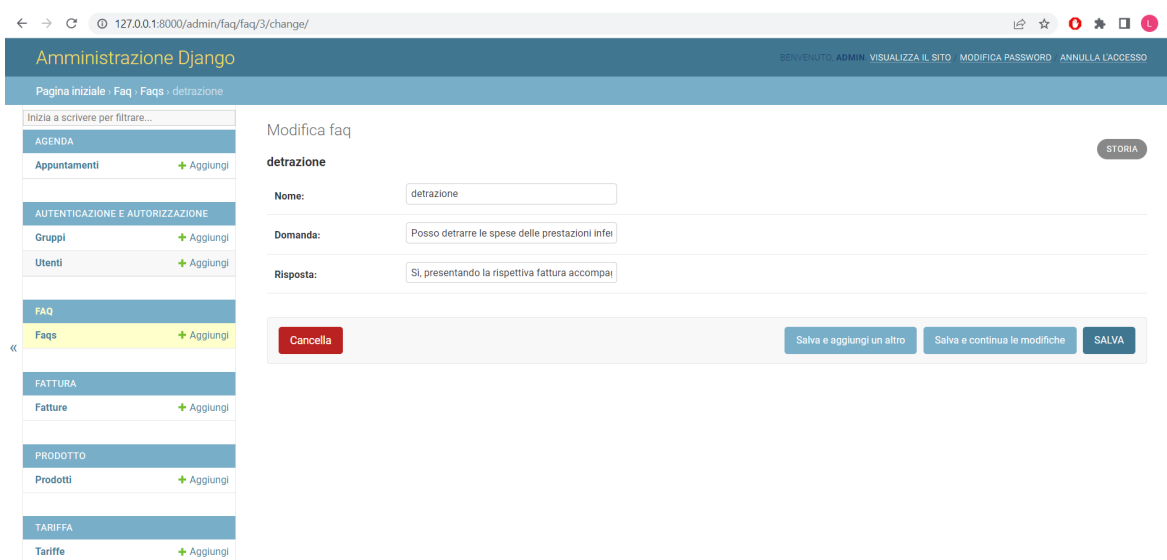 127.0.0.1:8000/admin/faq/faq/3/change/
Amministrazione Django
BENVENUTO, ADMIN. VISUALIZZA IL SITO / MODIFICA PASSWORD / ANNULLA L'ACCESSO
Pagina iniziale › Faq › Faqs › detrazione
Inizia a scrivere per filtrare...
AGENDA
Appuntamenti + Aggiungi
AUTENTICAZIONE E AUTORIZZAZIONE
Gruppi + Aggiungi
Utenti + Aggiungi
FAQ
Faqs + Aggiungi
«
FATTURA
Fatture + Aggiungi
PRODOTTO
Prodotti + Aggiungi
TARIFFA
Tariffe + Aggiungi
Modifica faq
STORIA
detrazione
Nome: detrazione
Domanda: Posso detrarre le spese delle prestazioni infer
Risposta: Sì, presentando la rispettiva fattura accompag
Cancella
Salva e aggiungi un altro
Salva e continua le modifiche
SALVA
L